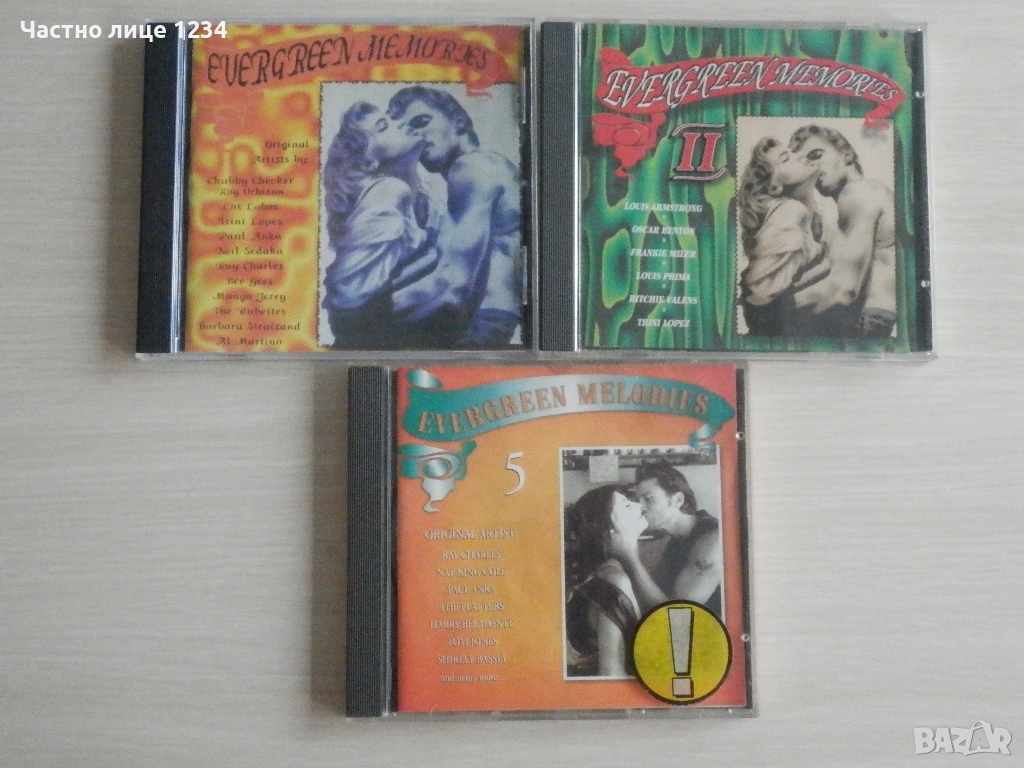 Частно лице 1234
EVERGREEN MEMORIES
Original
Artists by:
Chubby Checker
Roy Orbison
Los Lobos
Trini Lopes
Paul Anka
Neil Sedaka
Ray Charles
Bee Gees
Mungo Jerry
The Rubettes
Barbara Straisand
Al Martino
EVERGREEN MEMORIES
II
LOUIS ARMSTRONG
OSCAR BENTON
FRANKIE MILER
LOUIS PRIMA
RITCHIE VALENS
TRINI LOPEZ
EVERGREEN MELODIES
5
ORIGINAL ARTIST
RAY CHARLES
NAT KING COLE
PAUL ANKA
THE PLATTERS
HARRY BELAFONTE
TOM JONES
SHIRLEY BASSEY
and many more...
!
BAZAR